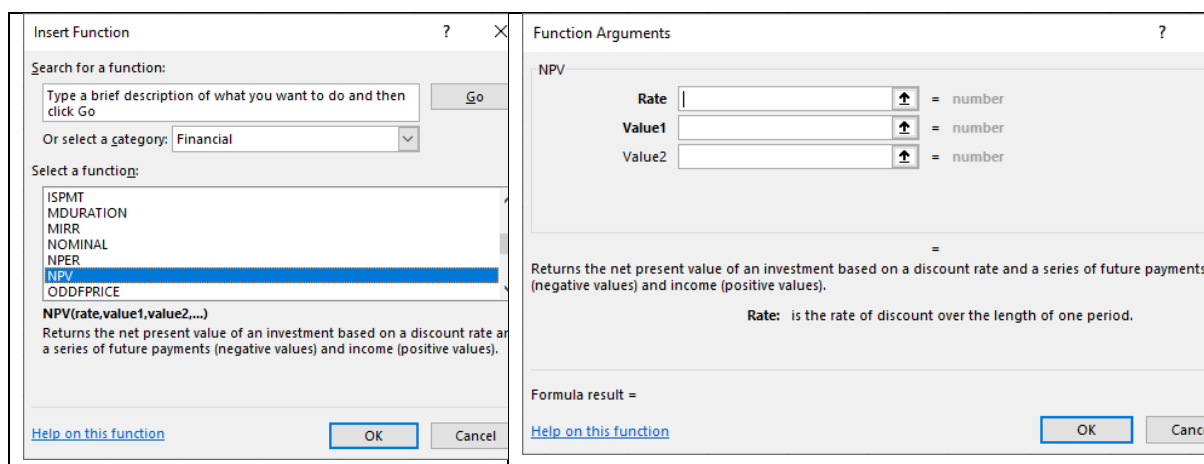 Insert Function
?
Search for a function:
Type a brief description of what you want to do and then
click Go
Go
Or select a category: Financial
Select a function:
ISPMT
MDURATION
MIRR
NOMINAL
NPER
NPV
ODDFPRICE
NPV(rate,value1,value2,...)
Returns the net present value of an investment based on a discount rate
a series of future payments (negative values) and income (positive values).
Help on this function
OK
Cancel
Function Arguments
?
NPV
Rate = number
Value1 = number
Value2 = number
=
Returns the net present value of an investment based on a discount rate and a series of future payments
(negative values) and income (positive values).
Rate: is the rate of discount over the length of one period.
Formula result =
Help on this function
OK